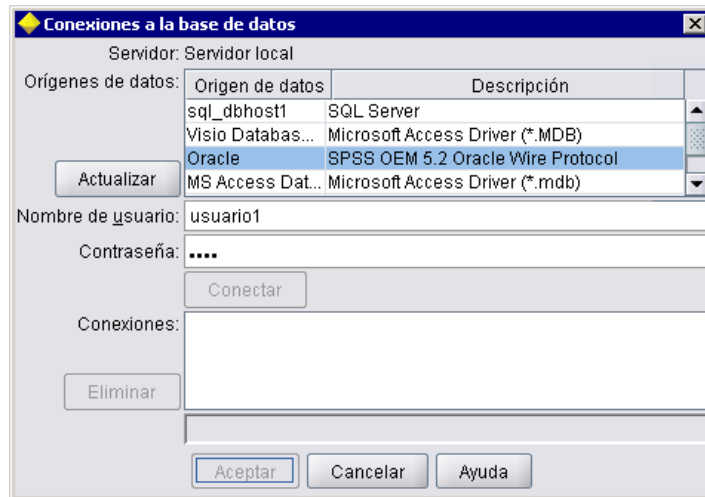 Conexiones a la base de datos
Servidor: Servidor local
Orígenes de datos:
Origen de datos Descripción
sql_dbhost1 SQL Server
Visio Databas... Microsoft Access Driver (*.MDB)
Oracle SPSS OEM 5.2 Oracle Wire Protocol
MS Access Dat... Microsoft Access Driver (*.mdb)
Actualizar
Nombre de usuario: usuario1
Contraseña: ••••
Conectar
Conexiones:
Eliminar
Aceptar Cancelar Ayuda